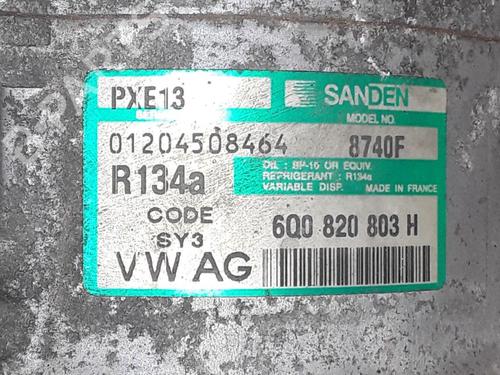 PXE13
SANDEN
MODEL NO.
01204508464
8740F
OIL : SP-10 OR EQUIV.
REFRIGERANT : R134a
VARIABLE DISP. MADE IN FRANCE
R134a
CODE
SY3
6Q0 820 803 H
VW AG